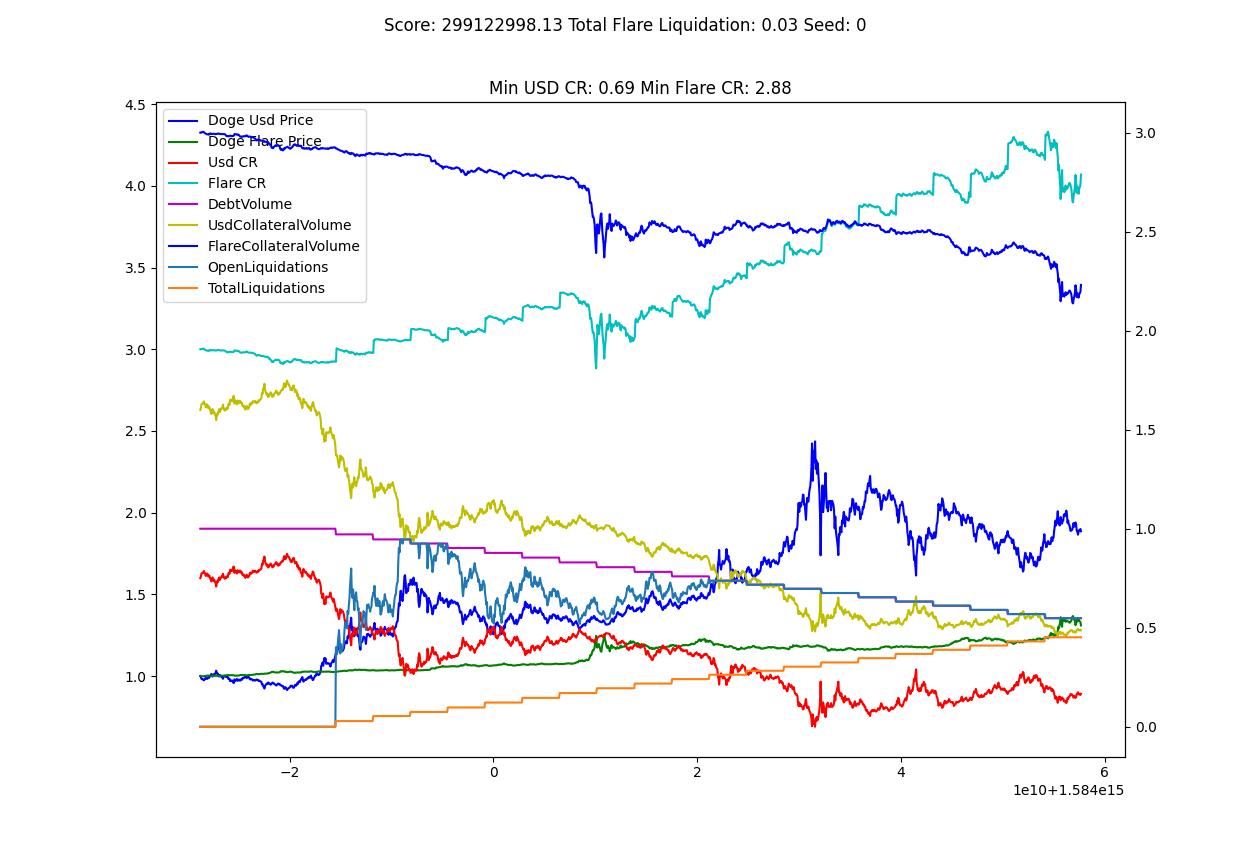 Score: 299122998.13 Total Flare Liquidation: 0.03 Seed: 0
Min USD CR: 0.69 Min Flare CR: 2.88
4.5
4.0
3.5
3.0
2.5
2.0
1.5
1.0
Doge Usd Price
Doge Flare Price
Usd CR
Flare CR
DebtVolume
UsdCollateralVolume
FlareCollateralVolume
OpenLiquidations
TotalLiquidations
3.0
2.5
2.0
1.5
1.0
0.5
0.0
−2 0 2 4 6
1e10+1.584e15